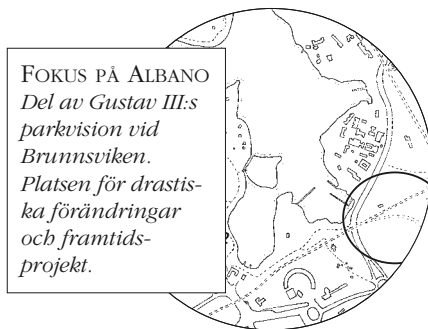 FOKUS PÅ ALBANO
Del av Gustav III:s
parkvision vid
Brunnsviken.
Platsen för drastis-
ka förändringar
och framtids-
projekt.